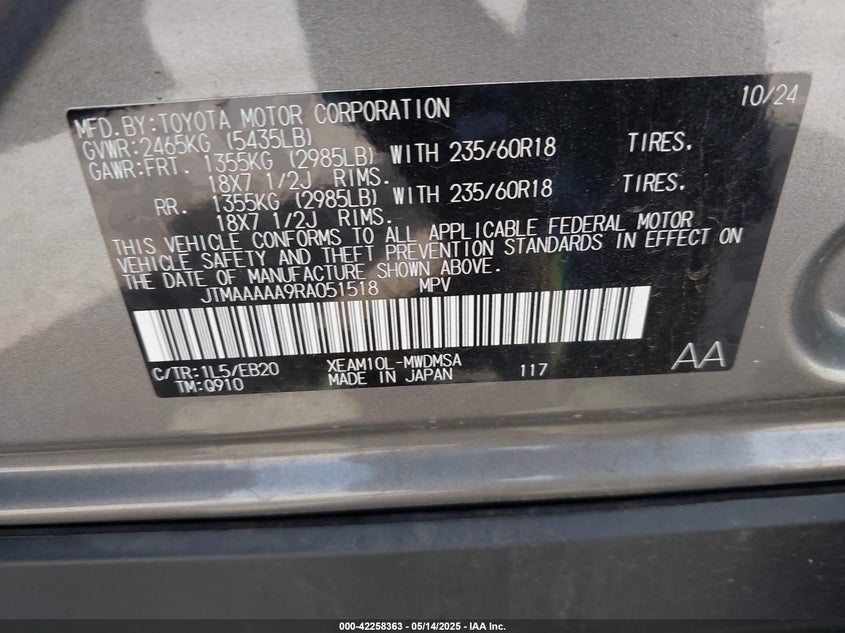 MFD.BY:TOYOTA MOTOR CORPORATION 10/24
GVWR:2465KG (5435LB)
GAWR:FRT. 1355KG (2985LB) WITH 235/60R18 TIRES.
18X7 1/2J RIMS.
RR. 1355KG (2985LB) WITH 235/60R18 TIRES.
18X7 1/2J RIMS.
THIS VEHICLE CONFORMS TO ALL APPLICABLE FEDERAL MOTOR
VEHICLE SAFETY AND THEFT PREVENTION STANDARDS IN EFFECT ON
THE DATE OF MANUFACTURE SHOWN ABOVE.
JTMAAAAA9RA051518 MPV
C/TR:1L5/EB20 XEAM10L-MWDMSA 117 AA
TM:Q910 MADE IN JAPAN
000-42258363 - 05/14/2025 - IAA Inc.